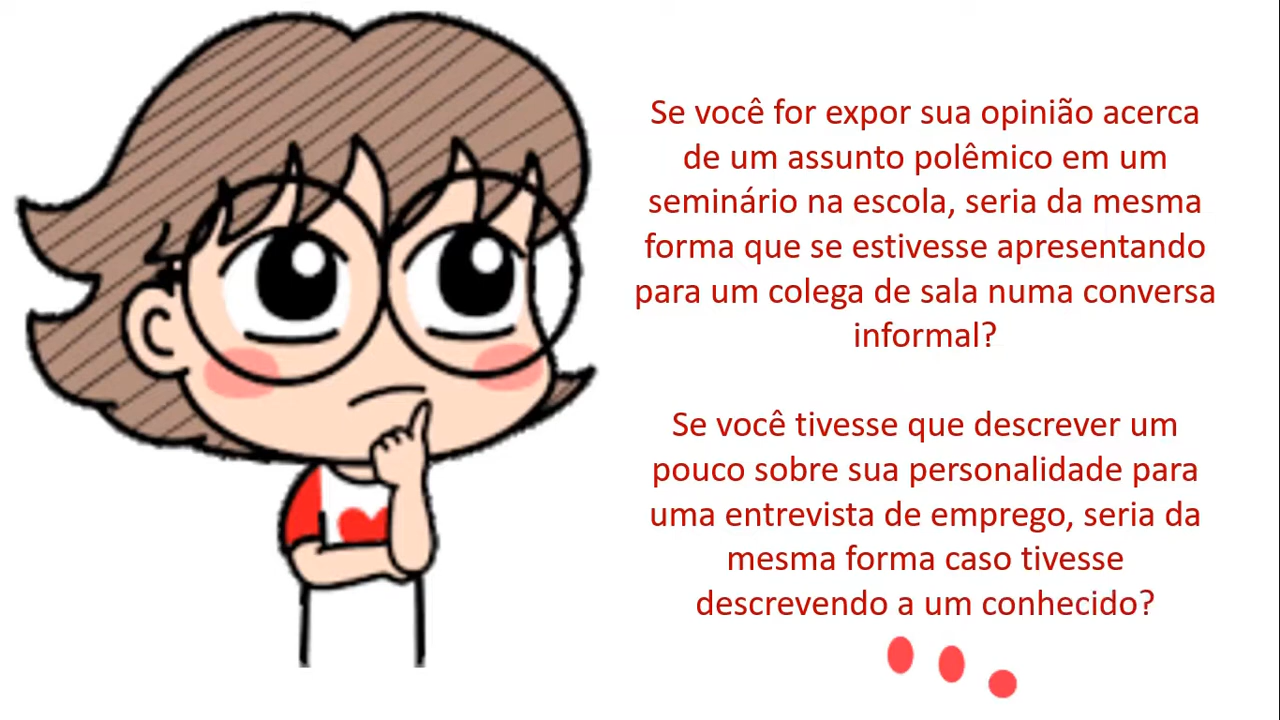 Se você for expor sua opinião acerca
de um assunto polêmico em um
seminário na escola, seria da mesma
forma que se estivesse apresentando
para um colega de sala numa conversa
informal?
Se você tivesse que descrever um
pouco sobre sua personalidade para
uma entrevista de emprego, seria da
mesma forma caso tivesse
descrevendo a um conhecido?